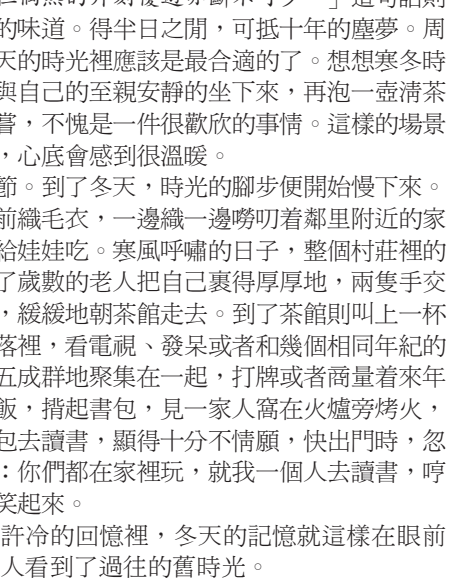 的味道。得半日之閒，可抵十年的塵夢。周
天的時光裡應該是最合適的了。想想寒冬時
與自己的至親安靜的坐下來，再泡一壺清茶
嘗，不愧是一件很歡欣的事情。這樣的場景
，心底會感到很溫暖。
節。到了冬天，時光的腳步便開始慢下來。
前織毛衣，一邊織一邊嘮叨着鄰里附近的家
給娃娃吃。寒風呼嘯的日子，整個村莊裡的
了歲數的老人把自己裹得厚厚地，兩隻手交
，緩緩地朝茶館走去。到了茶館則叫上一杯
落裡，看電視、發呆或者和幾個相同年紀的
五成群地聚集在一起，打牌或者商量着來年
飯，揹起書包，見一家人窩在火爐旁烤火，
包去讀書，顯得十分不情願，快出門時，忽
：你們都在家裡玩，就我一個人去讀書，哼
笑起來。
許冷的回憶裡，冬天的記憶就這樣在眼前
人看到了過往的舊時光。